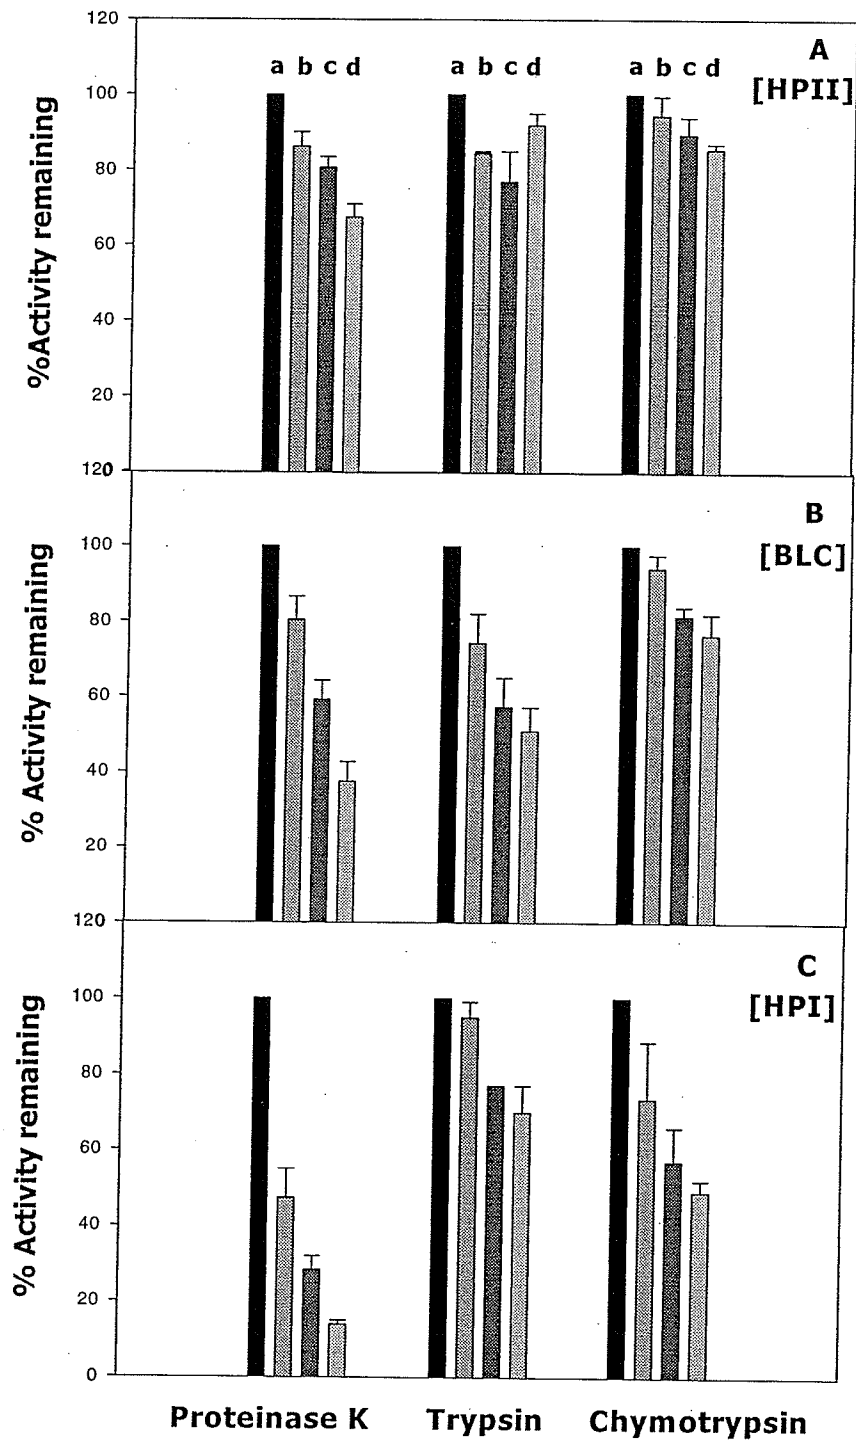 120
a b c d
a b c d
a b c d
A
[HPII]
100
80
60
40
20
0
%Activity remaining
120
B
[BLC]
100
80
60
40
20
% Activity remaining
120
C
[HPI]
100
80
60
40
20
0
% Activity remaining
Proteinase K
Trypsin
Chymotrypsin